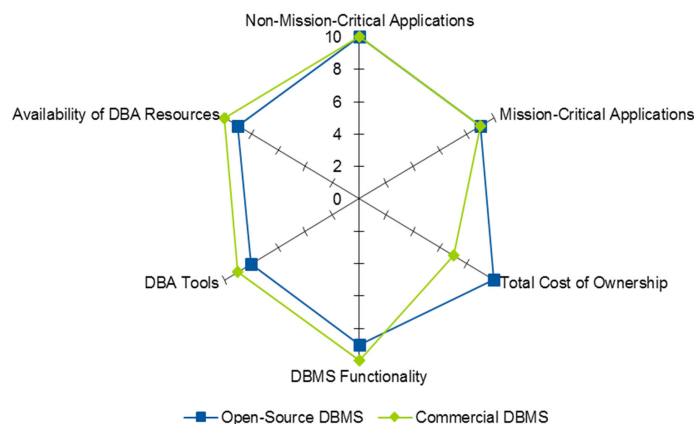 Non-Mission-Critical Applications
10
8
6
4
2
0
Availability of DBA Resources
Mission-Critical Applications
DBA Tools
Total Cost of Ownership
DBMS Functionality
Open-Source DBMS
Commercial DBMS